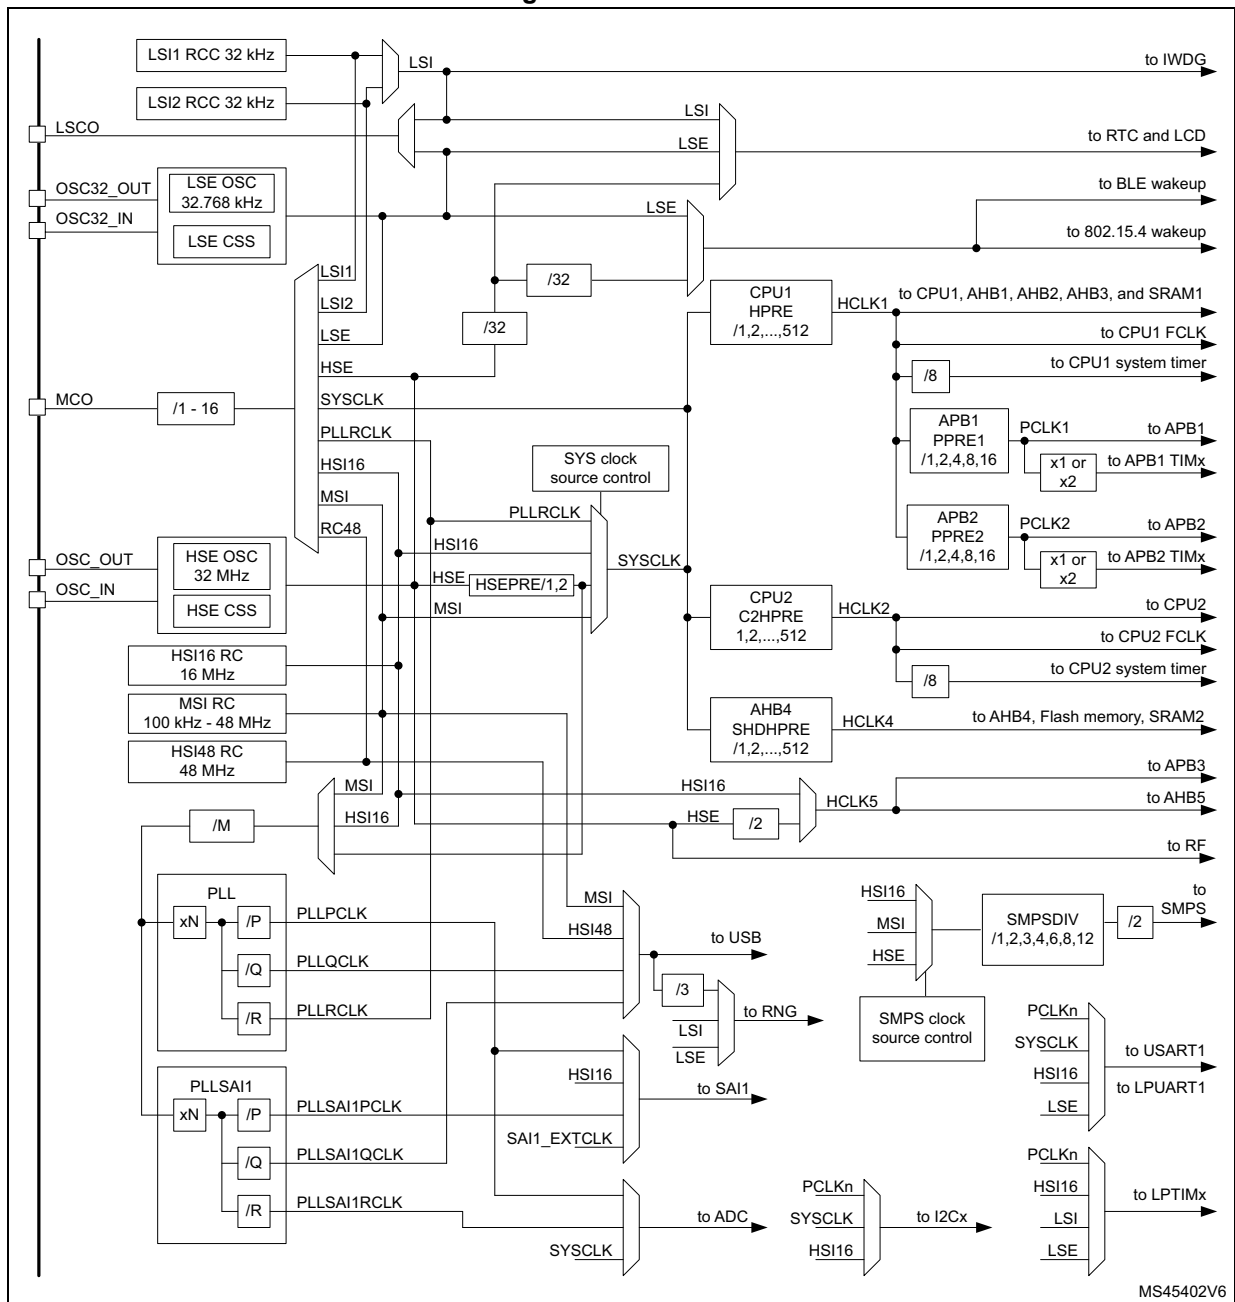 LSI1 RCC 32 kHz
LSI
to IWDG
LSI2 RCC 32 kHz
LSCO
LSI
LSE
to RTC and LCD
OSC32_OUT
OSC32_IN
LSE OSC
32.768 kHz
LSE CSS
LSE
to BLE wakeup
to 802.15.4 wakeup
/32
/32
LSI1
LSI2
LSE
HSE
SYSCLK
PLLRCLK
HSI16
MSI
RC48
MCO
/1 - 16
CPU1
HPRE
/1,2,...,512
HCLK1
to CPU1, AHB1, AHB2, AHB3, and SRAM1
to CPU1 FCLK
/8
to CPU1 system timer
APB1
PPRE1
/1,2,4,8,16
PCLK1
to APB1
x1 or
x2
to APB1 TIMx
APB2
PPRE2
/1,2,4,8,16
PCLK2
to APB2
x1 or
x2
to APB2 TIMx
SYS clock
source control
PLLRCLK
HSI16
HSE
HSEPRE/1,2
MSI
SYSCLK
OSC_OUT
OSC_IN
HSE OSC
32 MHz
HSE CSS
CPU2
C2HPRE
1,2,...,512
HCLK2
to CPU2
to CPU2 FCLK
/8
to CPU2 system timer
HSI16 RC
16 MHz
MSI RC
100 kHz - 48 MHz
HSI48 RC
48 MHz
AHB4
SHDHPRE
/1,2,...,512
HCLK4
to AHB4, Flash memory, SRAM2
MSI
HSI16
/M
HSI16
HSE
/2
HCLK5
to APB3
to AHB5
to RF
PLL
xN
/P
PLLPCLK
/Q
PLLQCLK
/R
PLLRCLK
MSI
HSI48
to USB
/3
LSI
LSE
to RNG
HSI16
MSI
HSE
SMPSDIV
/1,2,3,4,6,8,12
/2
to
SMPS
SMPS clock
source control
PCLKn
SYSCLK
HSI16
LSE
to USART1
to LPUART1
PLLSAI1
xN
/P
PLLSAI1PCLK
/Q
PLLSAI1QCLK
/R
PLLSAI1RCLK
HSI16
SAI1_EXTCLK
to SAI1
SYSCLK
to ADC
PCLKn
SYSCLK
HSI16
to I2Cx
PCLKn
HSI16
LSI
LSE
to LPTIMx
MS45402V6